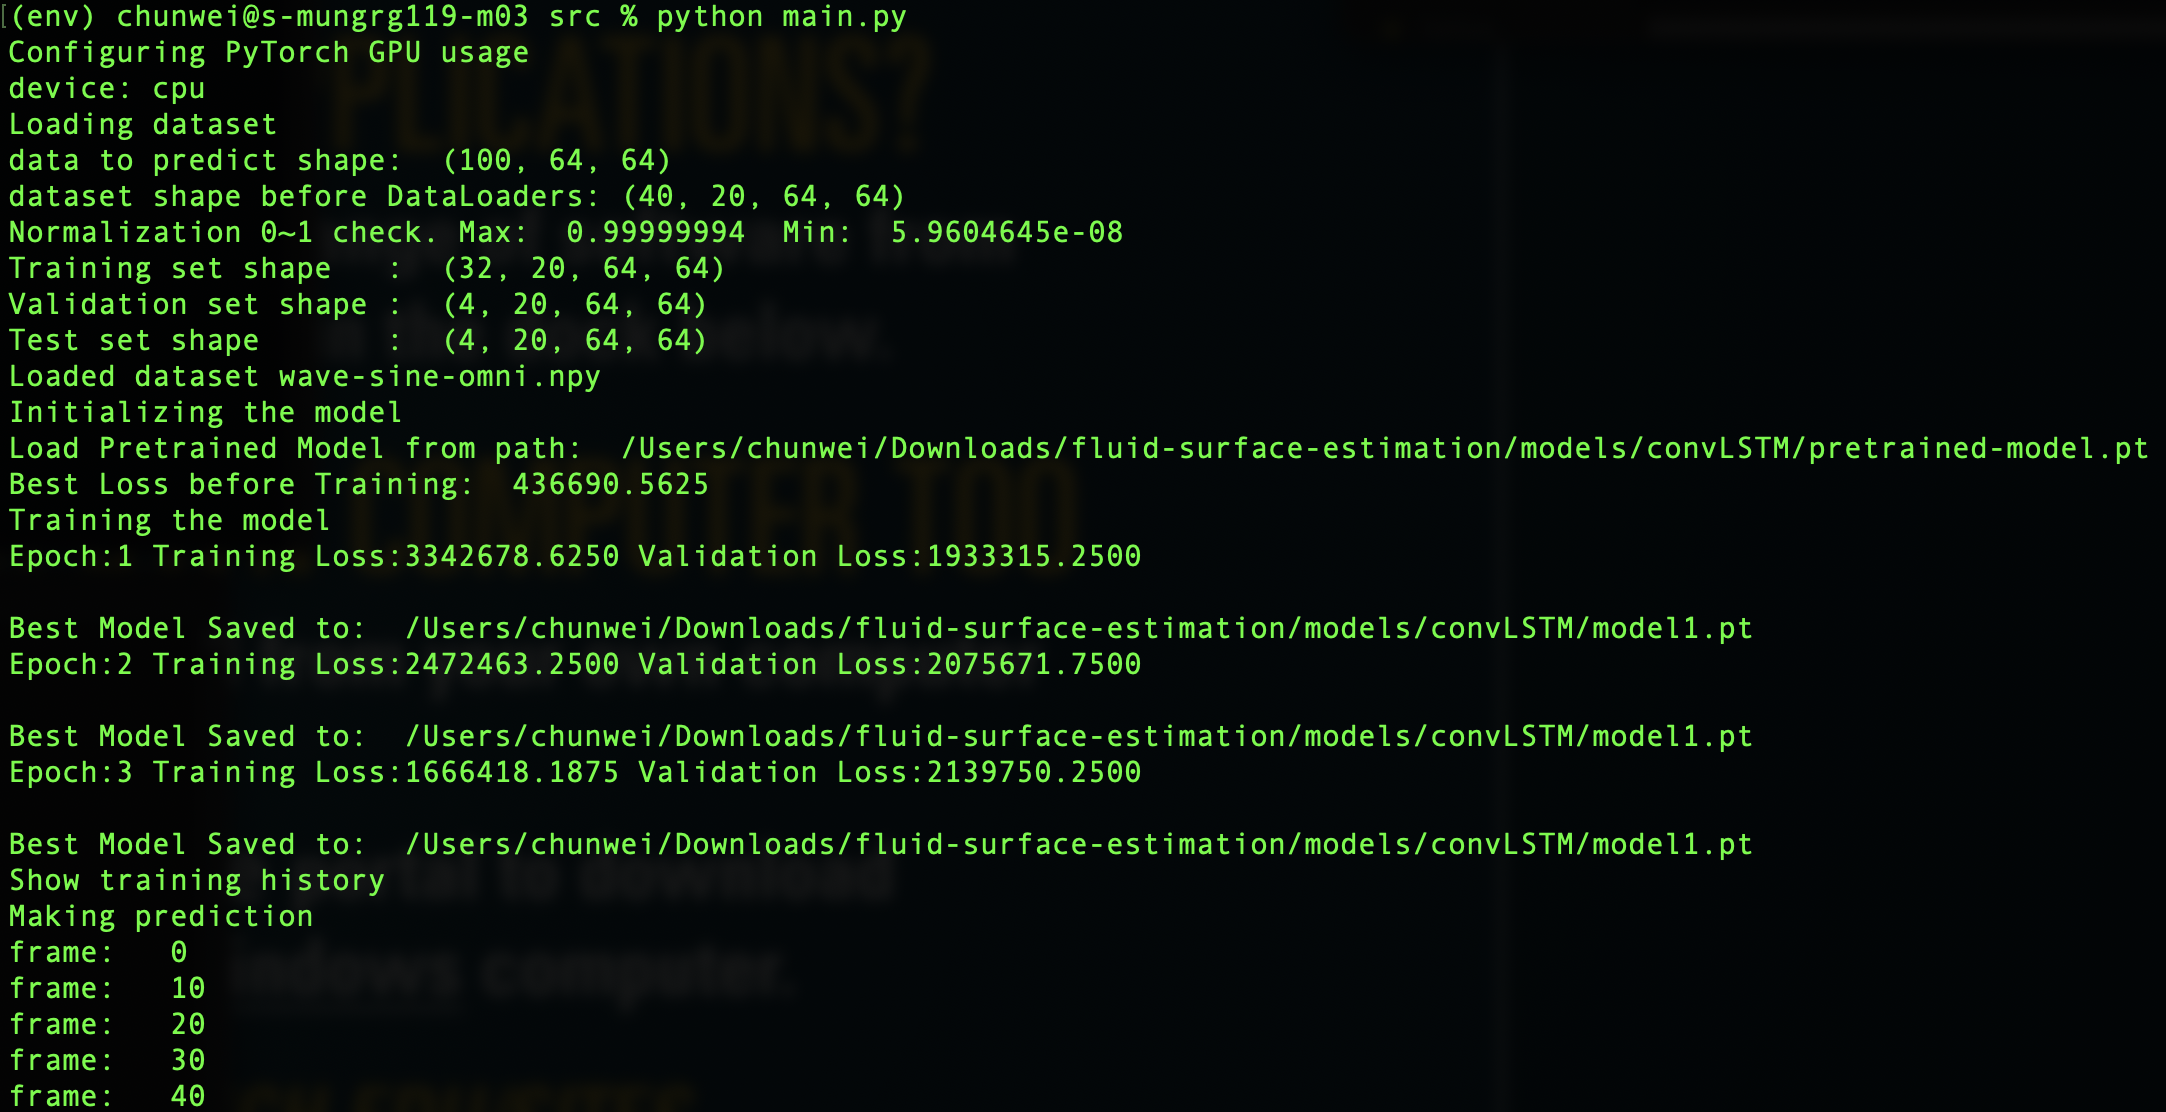 (env) chunwei@s-mungrg119-m03 src % python main.py
Configuring PyTorch GPU usage
device: cpu
Loading dataset
data to predict shape:  (100, 64, 64)
dataset shape before DataLoaders: (40, 20, 64, 64)
Normalization 0~1 check. Max:  0.99999994  Min:  5.9604645e-08
Training set shape   :  (32, 20, 64, 64)
Validation set shape :  (4, 20, 64, 64)
Test set shape       :  (4, 20, 64, 64)
Loaded dataset wave-sine-omni.npy
Initializing the model
Load Pretrained Model from path:  /Users/chunwei/Downloads/fluid-surface-estimation/models/convLSTM/pretrained-model.pt
Best Loss before Training:  436690.5625
Training the model
Epoch:1 Training Loss:3342678.6250 Validation Loss:1933315.2500
Best Model Saved to:  /Users/chunwei/Downloads/fluid-surface-estimation/models/convLSTM/model1.pt
Epoch:2 Training Loss:2472463.2500 Validation Loss:2075671.7500
Best Model Saved to:  /Users/chunwei/Downloads/fluid-surface-estimation/models/convLSTM/model1.pt
Epoch:3 Training Loss:1666418.1875 Validation Loss:2139750.2500
Best Model Saved to:  /Users/chunwei/Downloads/fluid-surface-estimation/models/convLSTM/model1.pt
Show training history
Making prediction
frame:   0
frame:   10
frame:   20
frame:   30
frame:   40
PLICATIONS?
COMPUTER TOO